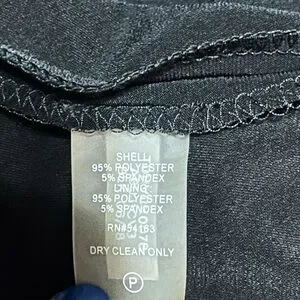 SHELL
95% POLYESTER
5% SPANDEX
LINING
95% POLYESTER
5% SPANDEX
RN#54163
DRY CLEAN ONLY
P